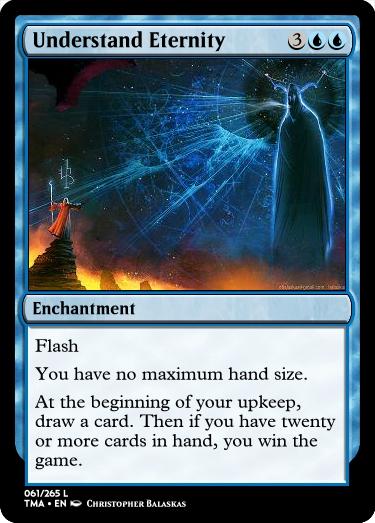 Understand Eternity 3
Enchantment
Flash
You have no maximum hand size.
At the beginning of your upkeep,
draw a card. Then if you have twenty
or more cards in hand, you win the
game.
061/265 L
TMA • EN Christopher Balaskas